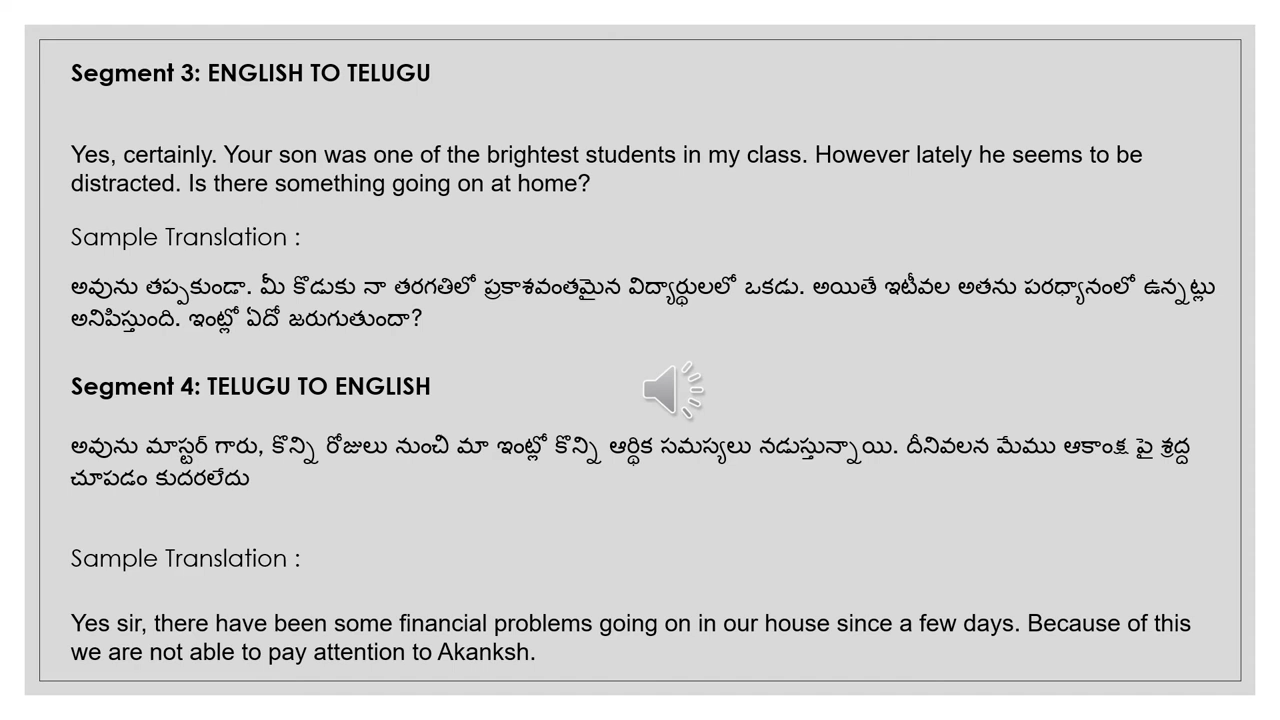 Segment 3: ENGLISH TO TELUGU
Yes, certainly. Your son was one of the brightest students in my class. However lately he seems to be
distracted. Is there something going on at home?
Sample Translation :
అవును తప్పకుండా. మీ కొడుకు నా తరగతిలో ప్రకాశవంతమైన విద్యార్థులలో ఒకడు. అయితే ఇటీవల అతను పరధ్యానంలో ఉన్నట్లు
అనిపిస్తుంది. ఇంట్లో ఏదో జరుగుతుందా?
Segment 4: TELUGU TO ENGLISH
అవును మాస్టర్ గారు, కొన్ని రోజులు నుంచి మా ఇంట్లో కొన్ని ఆర్థిక సమస్యలు నడుస్తున్నాయి. దీనివలన మేము ఆకాంక్ష పై శ్రద్ద
చూపడం కుదరలేదు
Sample Translation :
Yes sir, there have been some financial problems going on in our house since a few days. Because of this
we are not able to pay attention to Akanksh.